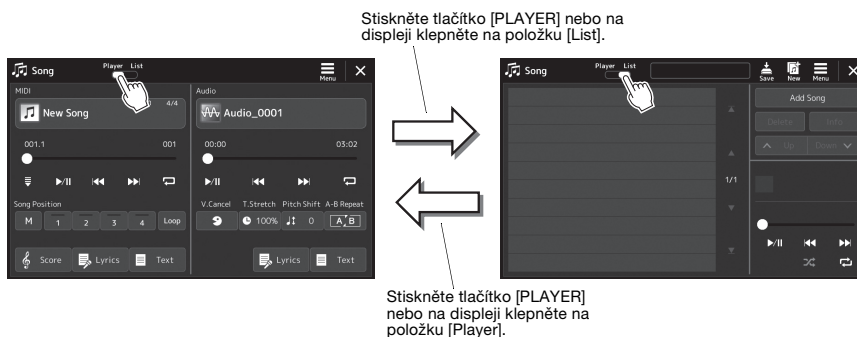 Stiskněte tlačítko [PLAYER] nebo na
displeji klepněte na položku [List].
Song
Player List
Menu
MIDI
New Song
4/4
001.1
001
Song Position
M
1
2
3
4
Loop
Score
Lyrics
Text
Audio
Audio_0001
00:00
03:02
V.Cancel
T.Stretch
Pitch Shift
A-B Repeat
100%
0
A B
Lyrics
Text
Song
Player List
Save
New
Menu
Add Song
Delete
Info
Up
Down
1/1
Stiskněte tlačítko [PLAYER]
nebo na displeji klepněte na
položku [Player].